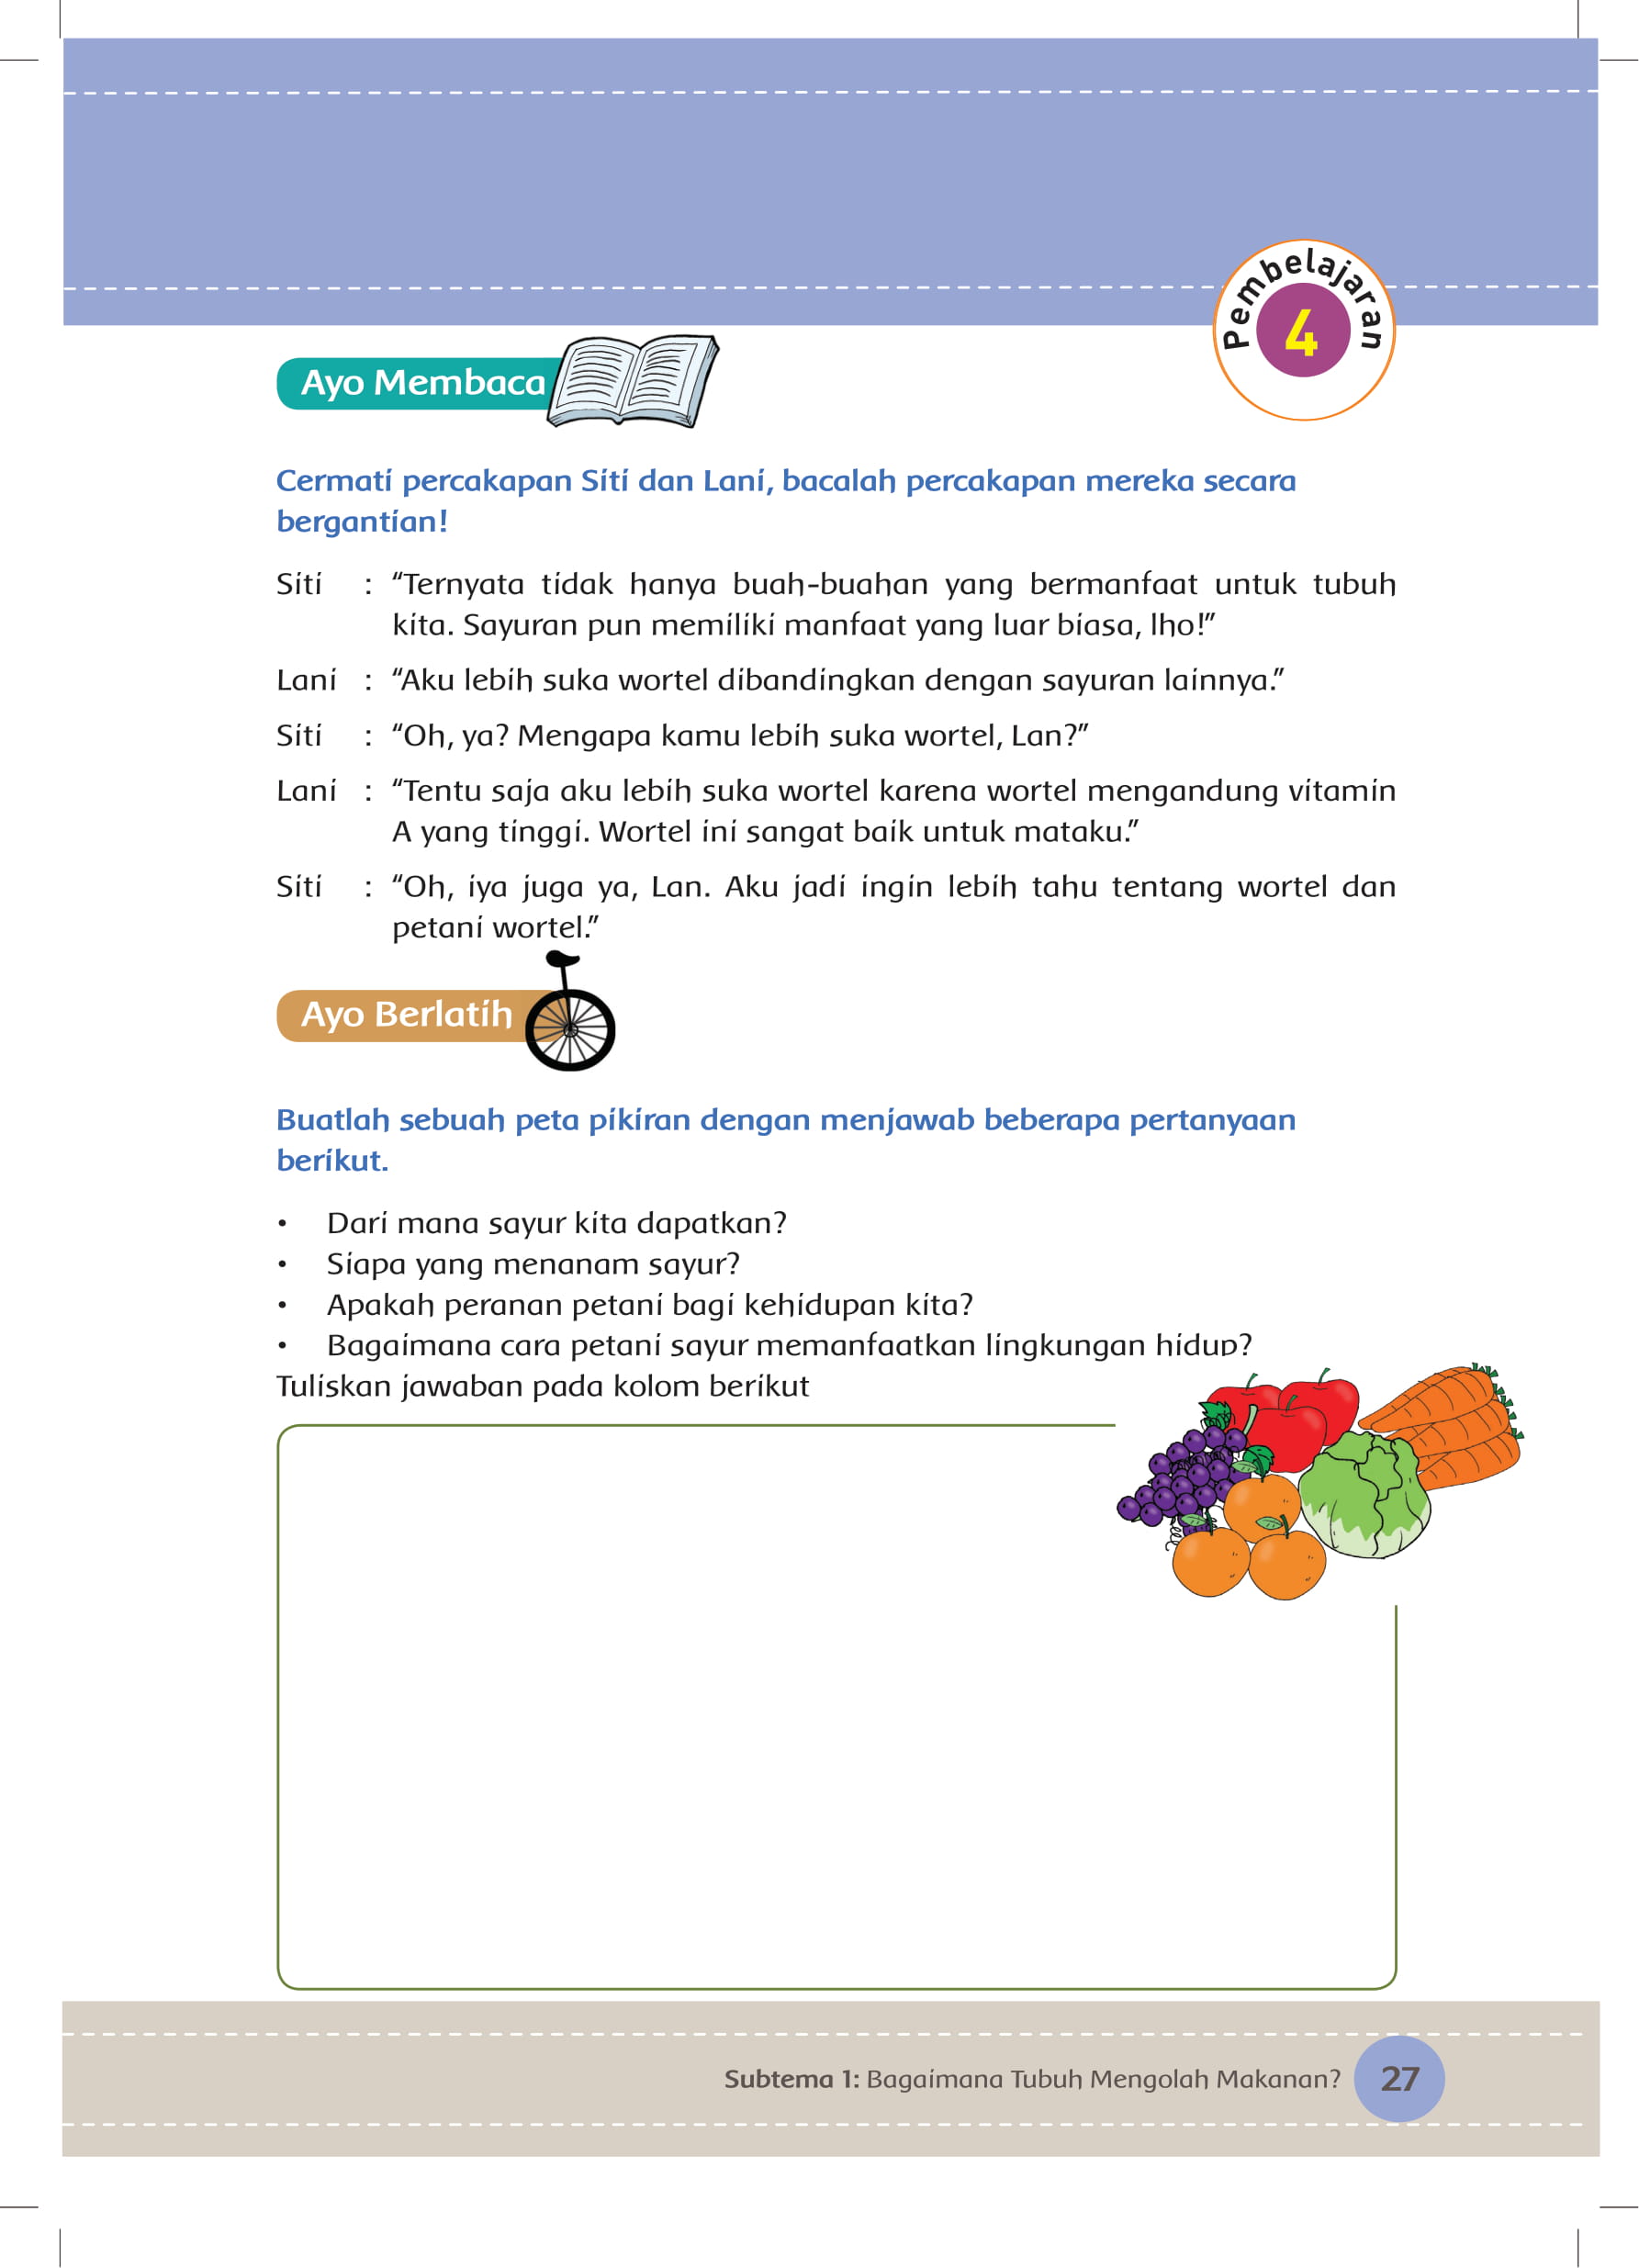 Pembelajaran
4
Ayo Membaca
Cermati percakapan Siti dan Lani, bacalah percakapan mereka secara
bergantian!
Siti : “Ternyata tidak hanya buah-buahan yang bermanfaat untuk tubuh
kita. Sayuran pun memiliki manfaat yang luar biasa, lho!”
Lani : “Aku lebih suka wortel dibandingkan dengan sayuran lainnya.”
Siti : “Oh, ya? Mengapa kamu lebih suka wortel, Lan?”
Lani : “Tentu saja aku lebih suka wortel karena wortel mengandung vitamin
A yang tinggi. Wortel ini sangat baik untuk mataku.”
Siti : “Oh, iya juga ya, Lan. Aku jadi ingin lebih tahu tentang wortel dan
petani wortel.”
Ayo Berlatih
Buatlah sebuah peta pikiran dengan menjawab beberapa pertanyaan
berikut.
• Dari mana sayur kita dapatkan?
• Siapa yang menanam sayur?
• Apakah peranan petani bagi kehidupan kita?
• Bagaimana cara petani sayur memanfaatkan lingkungan hidup?
Tuliskan jawaban pada kolom berikut
Subtema 1: Bagaimana Tubuh Mengolah Makanan? 27